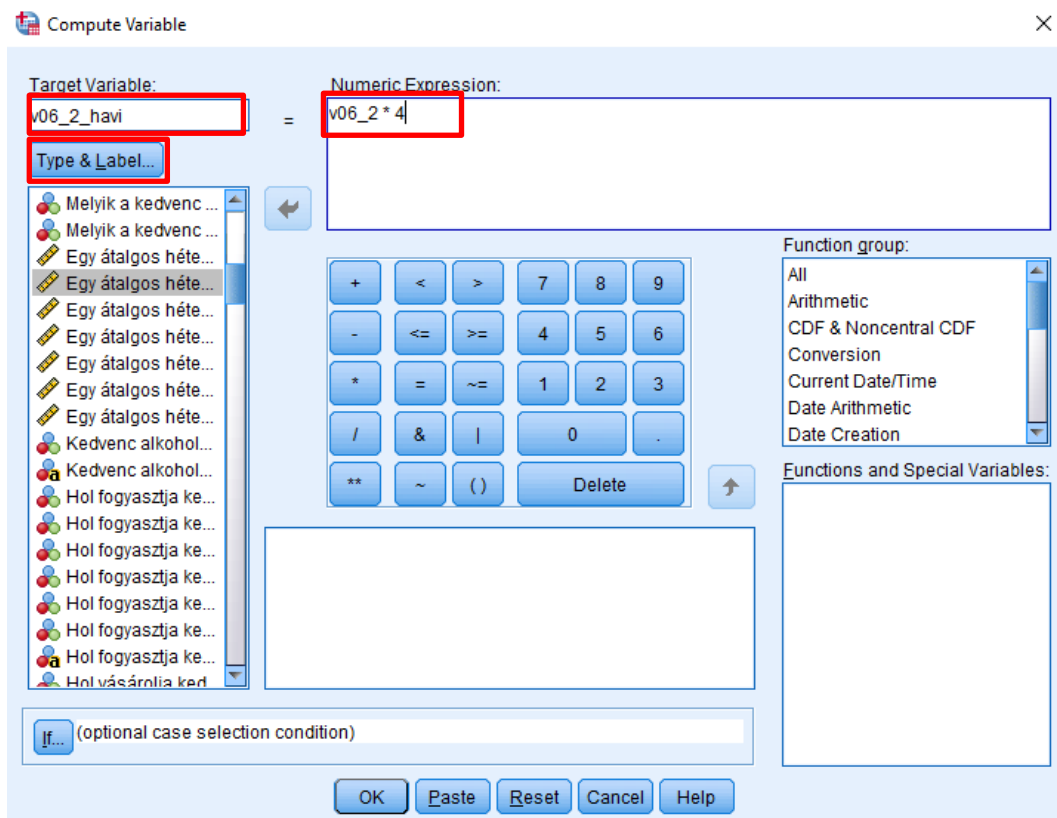 Compute Variable
Target Variable:
v06_2_havi
=
Numeric Expression:
v06_2 * 4
Type & Label...
Melyik a kedvenc ...
Melyik a kedvenc ...
Egy átalgos héte...
Egy átalgos héte...
Egy átalgos héte...
Egy átalgos héte...
Egy átalgos héte...
Egy átalgos héte...
Egy átalgos héte...
Kedvenc alkohol...
Kedvenc alkohol...
Hol fogyasztja ke...
Hol fogyasztja ke...
Hol fogyasztja ke...
Hol fogyasztja ke...
Hol fogyasztja ke...
Hol fogyasztja ke...
Hol fogyasztja ke...
Hol vásárolja ked
+ < > 7 8 9
- <= >= 4 5 6
* = ~= 1 2 3
/ & | 0 .
** ~ ( ) Delete
Function group:
All
Arithmetic
CDF & Noncentral CDF
Conversion
Current Date/Time
Date Arithmetic
Date Creation
Functions and Special Variables:
If... (optional case selection condition)
OK Paste Reset Cancel Help